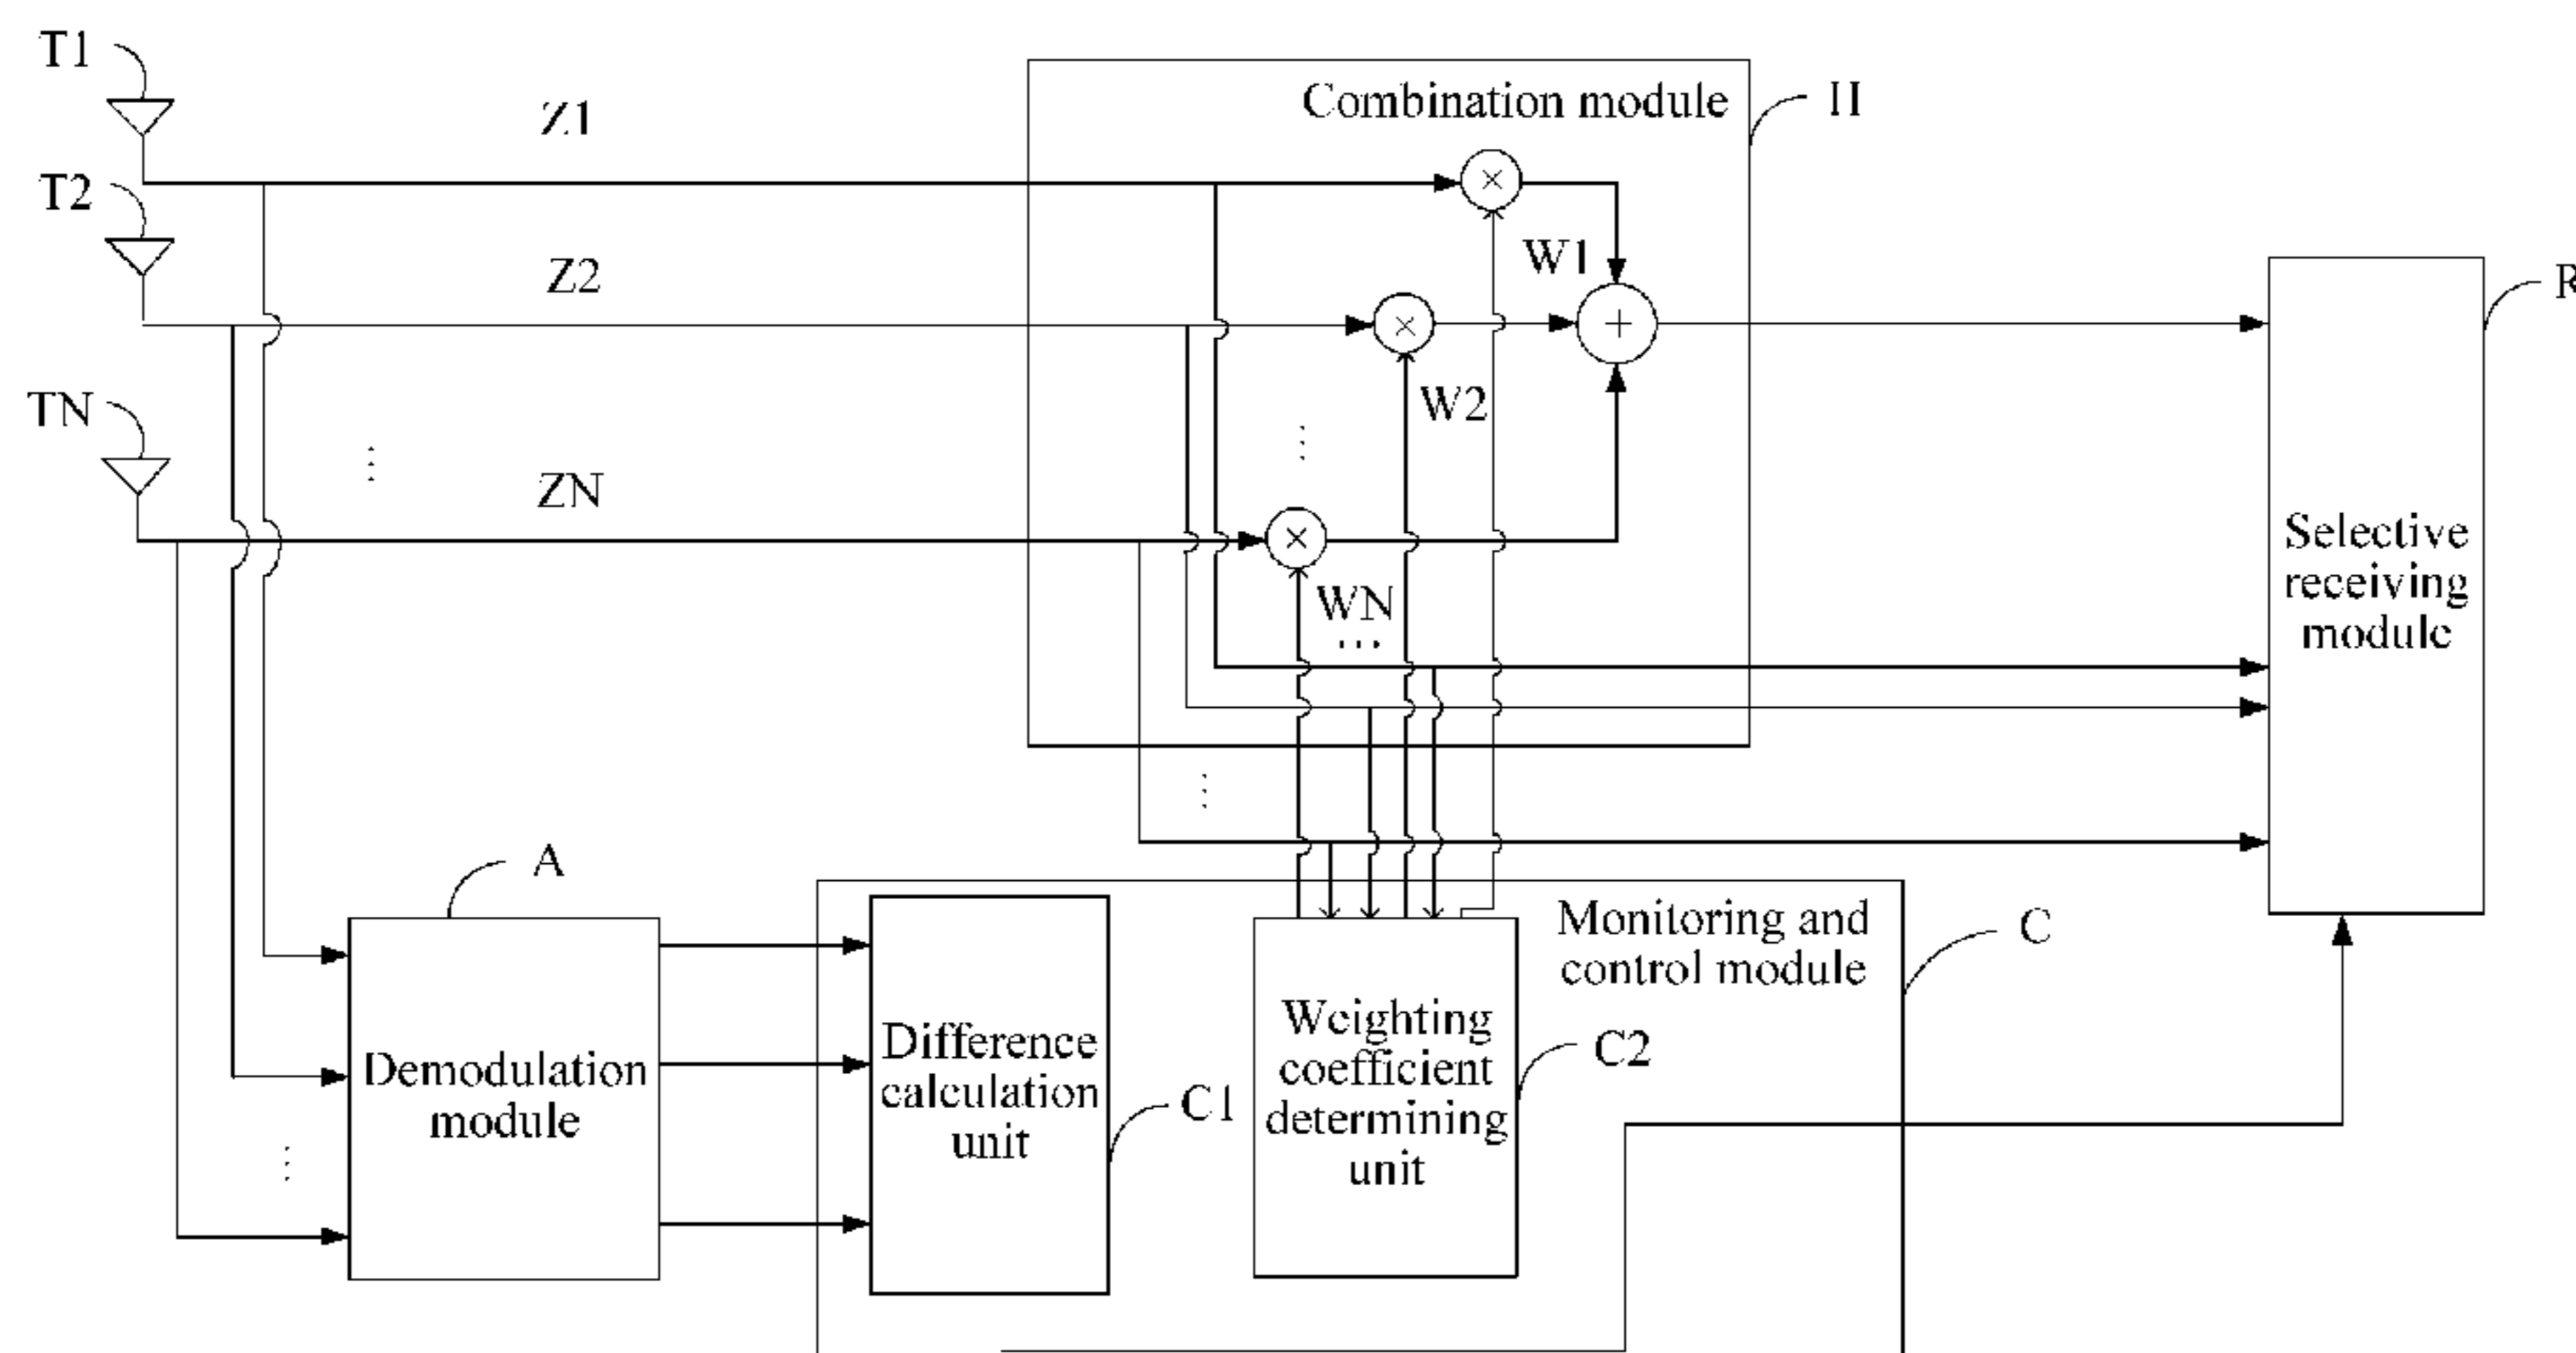 T1
Z1
Combination module
H
T2
Z2
W1
R
TN
W2
ZN
WN
...
Selective
receiving
module
A
Demodulation
module
Difference
calculation
unit
C1
Weighting
coefficient
determining
unit
C2
Monitoring and
control module
C